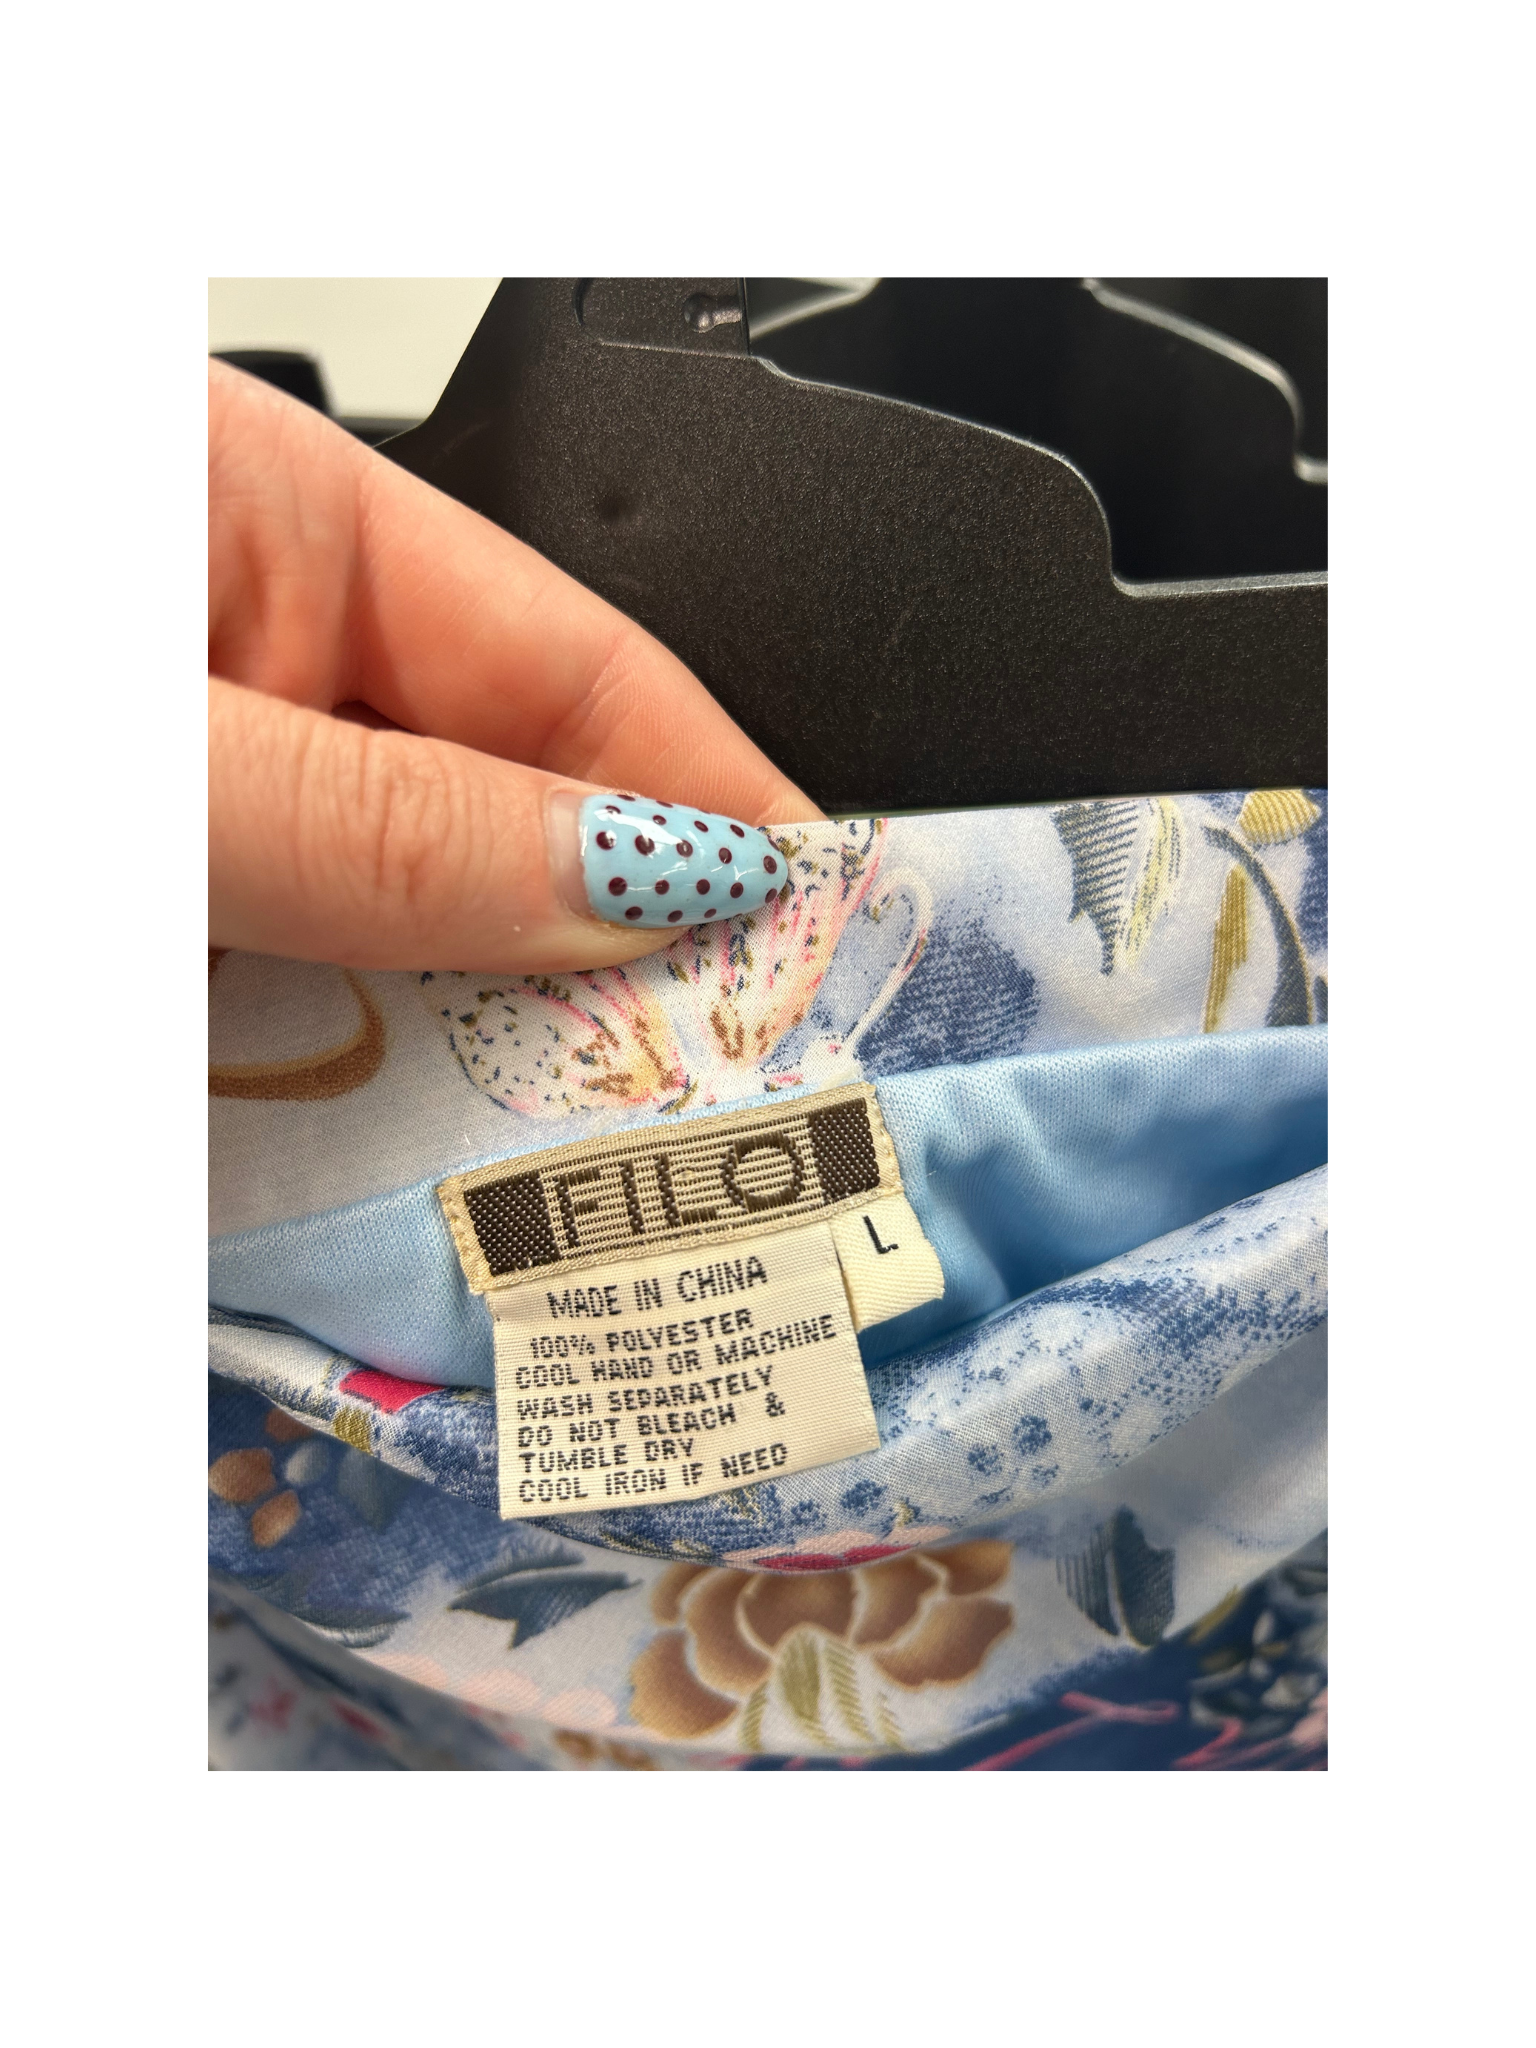 FILO
L
MADE IN CHINA
100% POLYESTER
COOL HAND OR MACHINE
WASH SEPARATELY
DO NOT BLEACH &
TUMBLE DRY
COOL IRON IF NEED